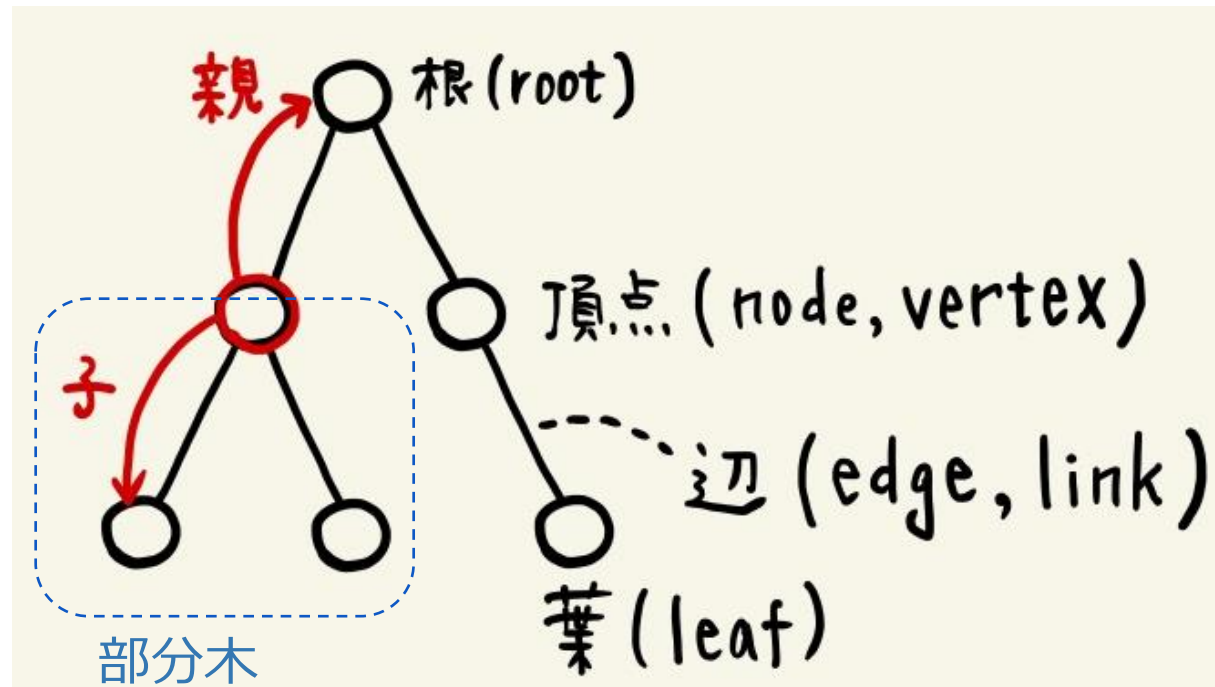 親
根(root)
頂点(node,vertex)
子
辺(edge,link)
葉(leaf)
部分木